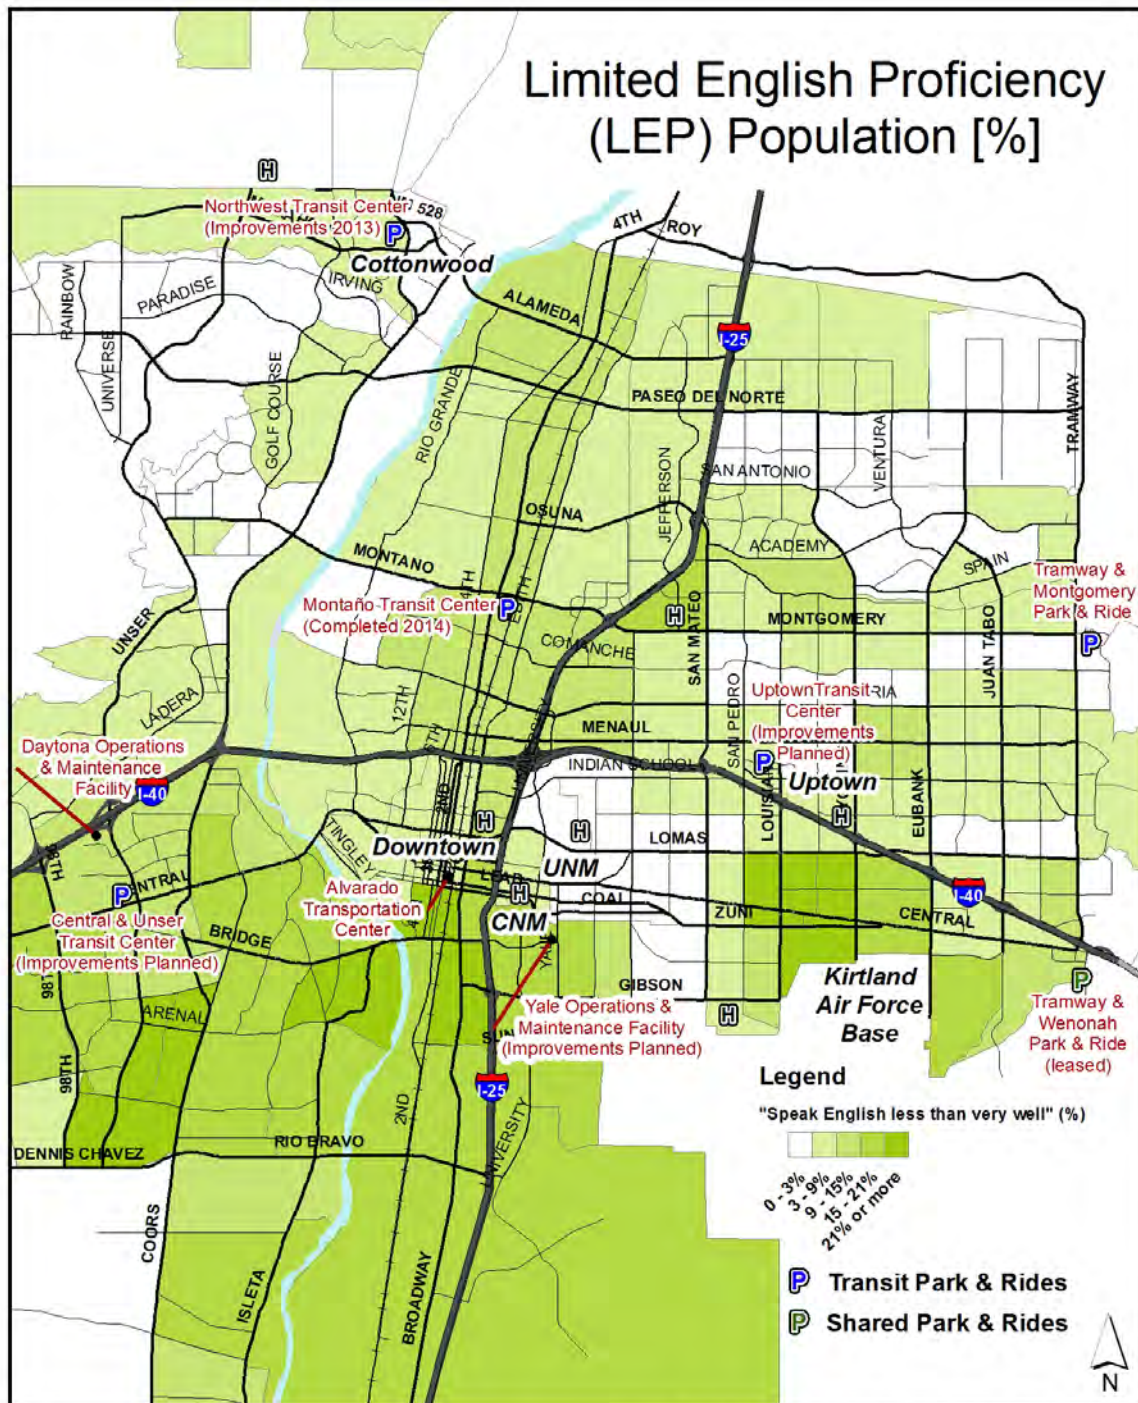 Limited English Proficiency
(LEP) Population [%]
H
Northwest Transit Center
(Improvements 2013)
528
P
Cottonwood
4TH
ROY
RAINBOW
PARADISE
IRVING
UNIVERSE
GOLF COURSE
ALAMEDA
I-25
RIO GRANDE
PASEO DEL NORTE
TRAMWAY
JEFFERSON
SAN ANTONIO
VENTURA
OSUNA
ACADEMY
SPAIN
MONTANO
4TH
Tramway &
Montgomery
Park & Ride
P
Montaño Transit Center
(Completed 2014)
P
H
SAN MATEO
MONTGOMERY
JUAN TABO
UNSER
COMANCHE
LADERA
12TH
SAN PEDRO
UptownTransit
Center
(Improvements
Planned)
MENAUL
INDIAN SCHOOL
P
Uptown
Daytona Operations
& Maintenance
Facility
I-40
2ND
EUBANK
H
H
H
LOMAS
TINGLEY
Downtown
UNM
98TH
P
LEAD
H
COAL
ZUNI
CENTRAL
I-40
Alvarado
Transportation
Center
CNM
Central & Unser
Transit Center
(Improvements Planned)
BRIDGE
YALE
GIBSON
Kirtland
Air Force
Base
P
Tramway &
Wenonah
Park & Ride
(leased)
ARENAL
H
Yale Operations &
Maintenance Facility
(Improvements Planned)
98TH
I-25
2ND
UNIVERSITY
RIO BRAVO
DENNIS CHAVEZ
COORS
ISLETA
BROADWAY
Legend
"Speak English less than very well" (%)
0 - 3%
3 - 9%
9 - 15%
15 - 21%
21% or more
P Transit Park & Rides
P Shared Park & Rides
N